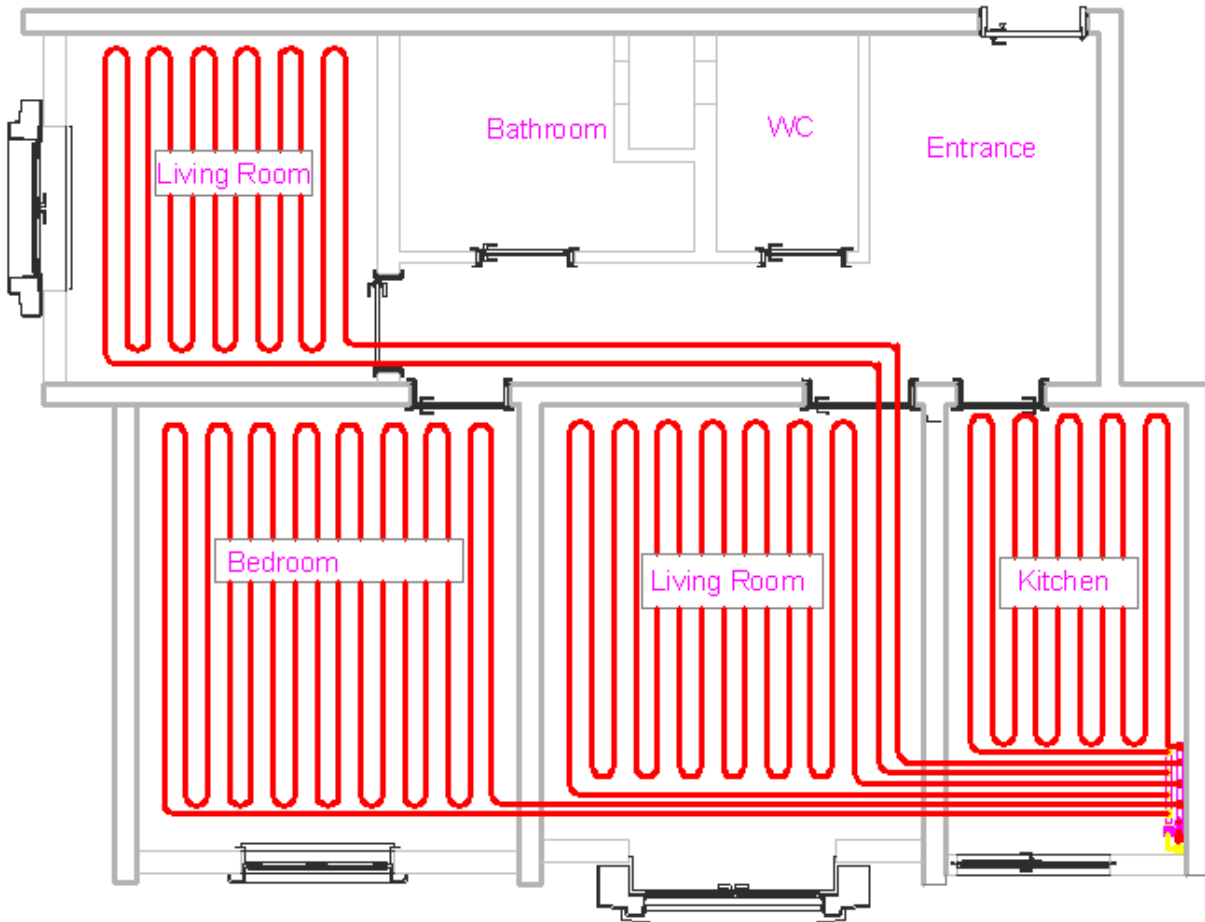 Bathroom
WC
Entrance
Living Room
Bedroom
Living Room
Kitchen